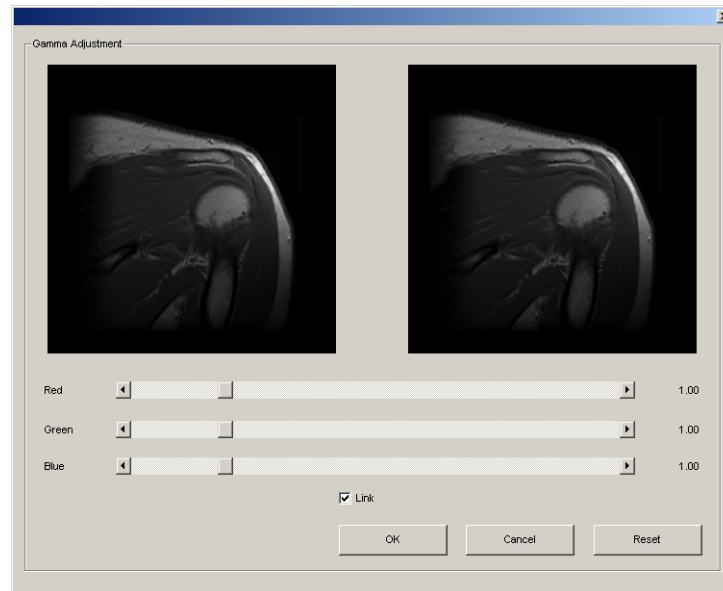 Gamma Adjustment
Red 1.00
Green 1.00
Blue 1.00
Link
OK Cancel Reset